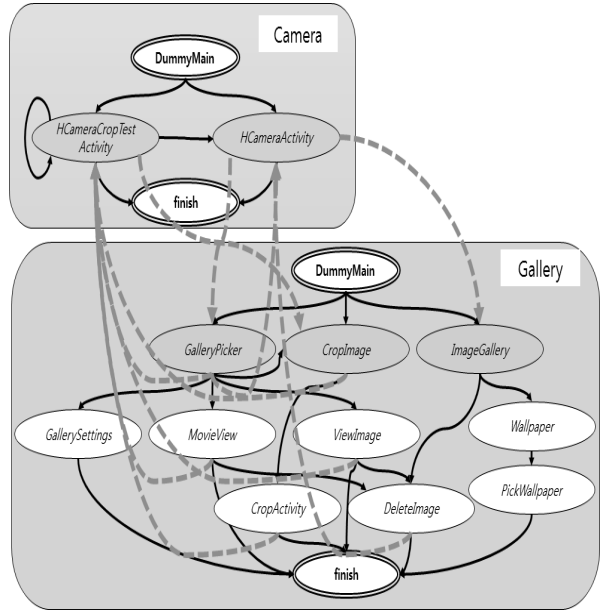 Camera
DummyMain
HCameraCropTest
Activity
HCameraActivity
finish
Gallery
DummyMain
GalleryPicker
CropImage
ImageGallery
GallerySettings
MovieView
ViewImage
Wallpaper
CropActivity
DeleteImage
PickWallpaper
finish